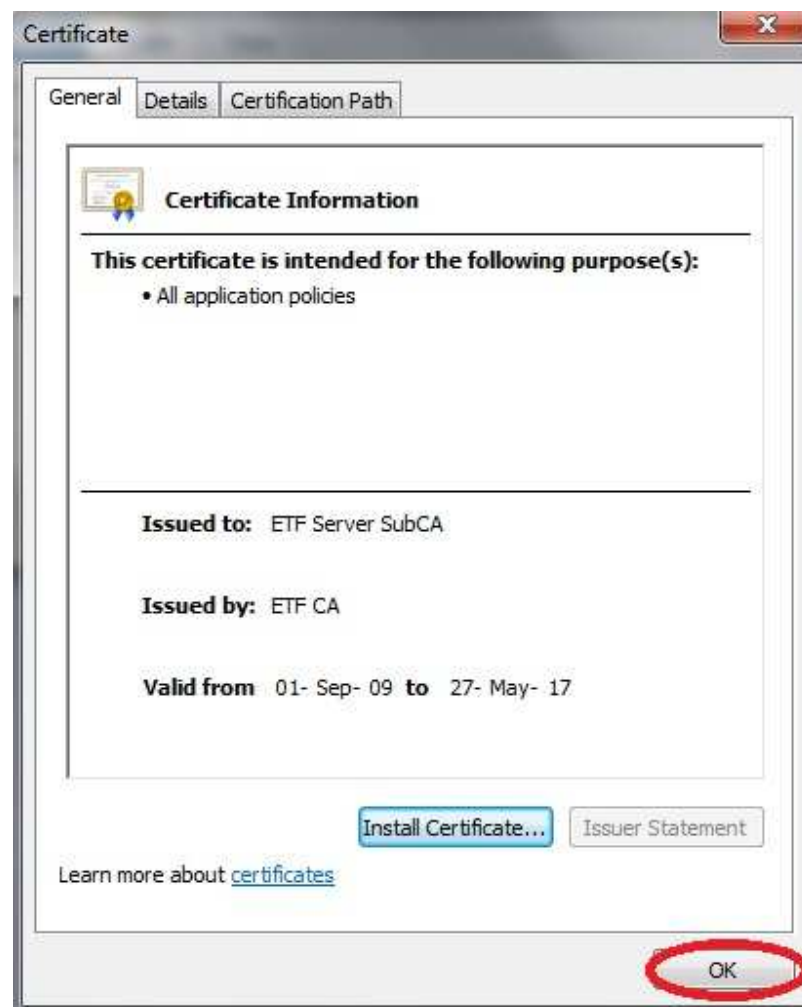 Certificate
General Details Certification Path
Certificate Information
This certificate is intended for the following purpose(s):
• All application policies
Issued to: ETF Server SubCA
Issued by: ETF CA
Valid from 01- Sep- 09 to 27- May- 17
Install Certificate... Issuer Statement
Learn more about certificates
OK